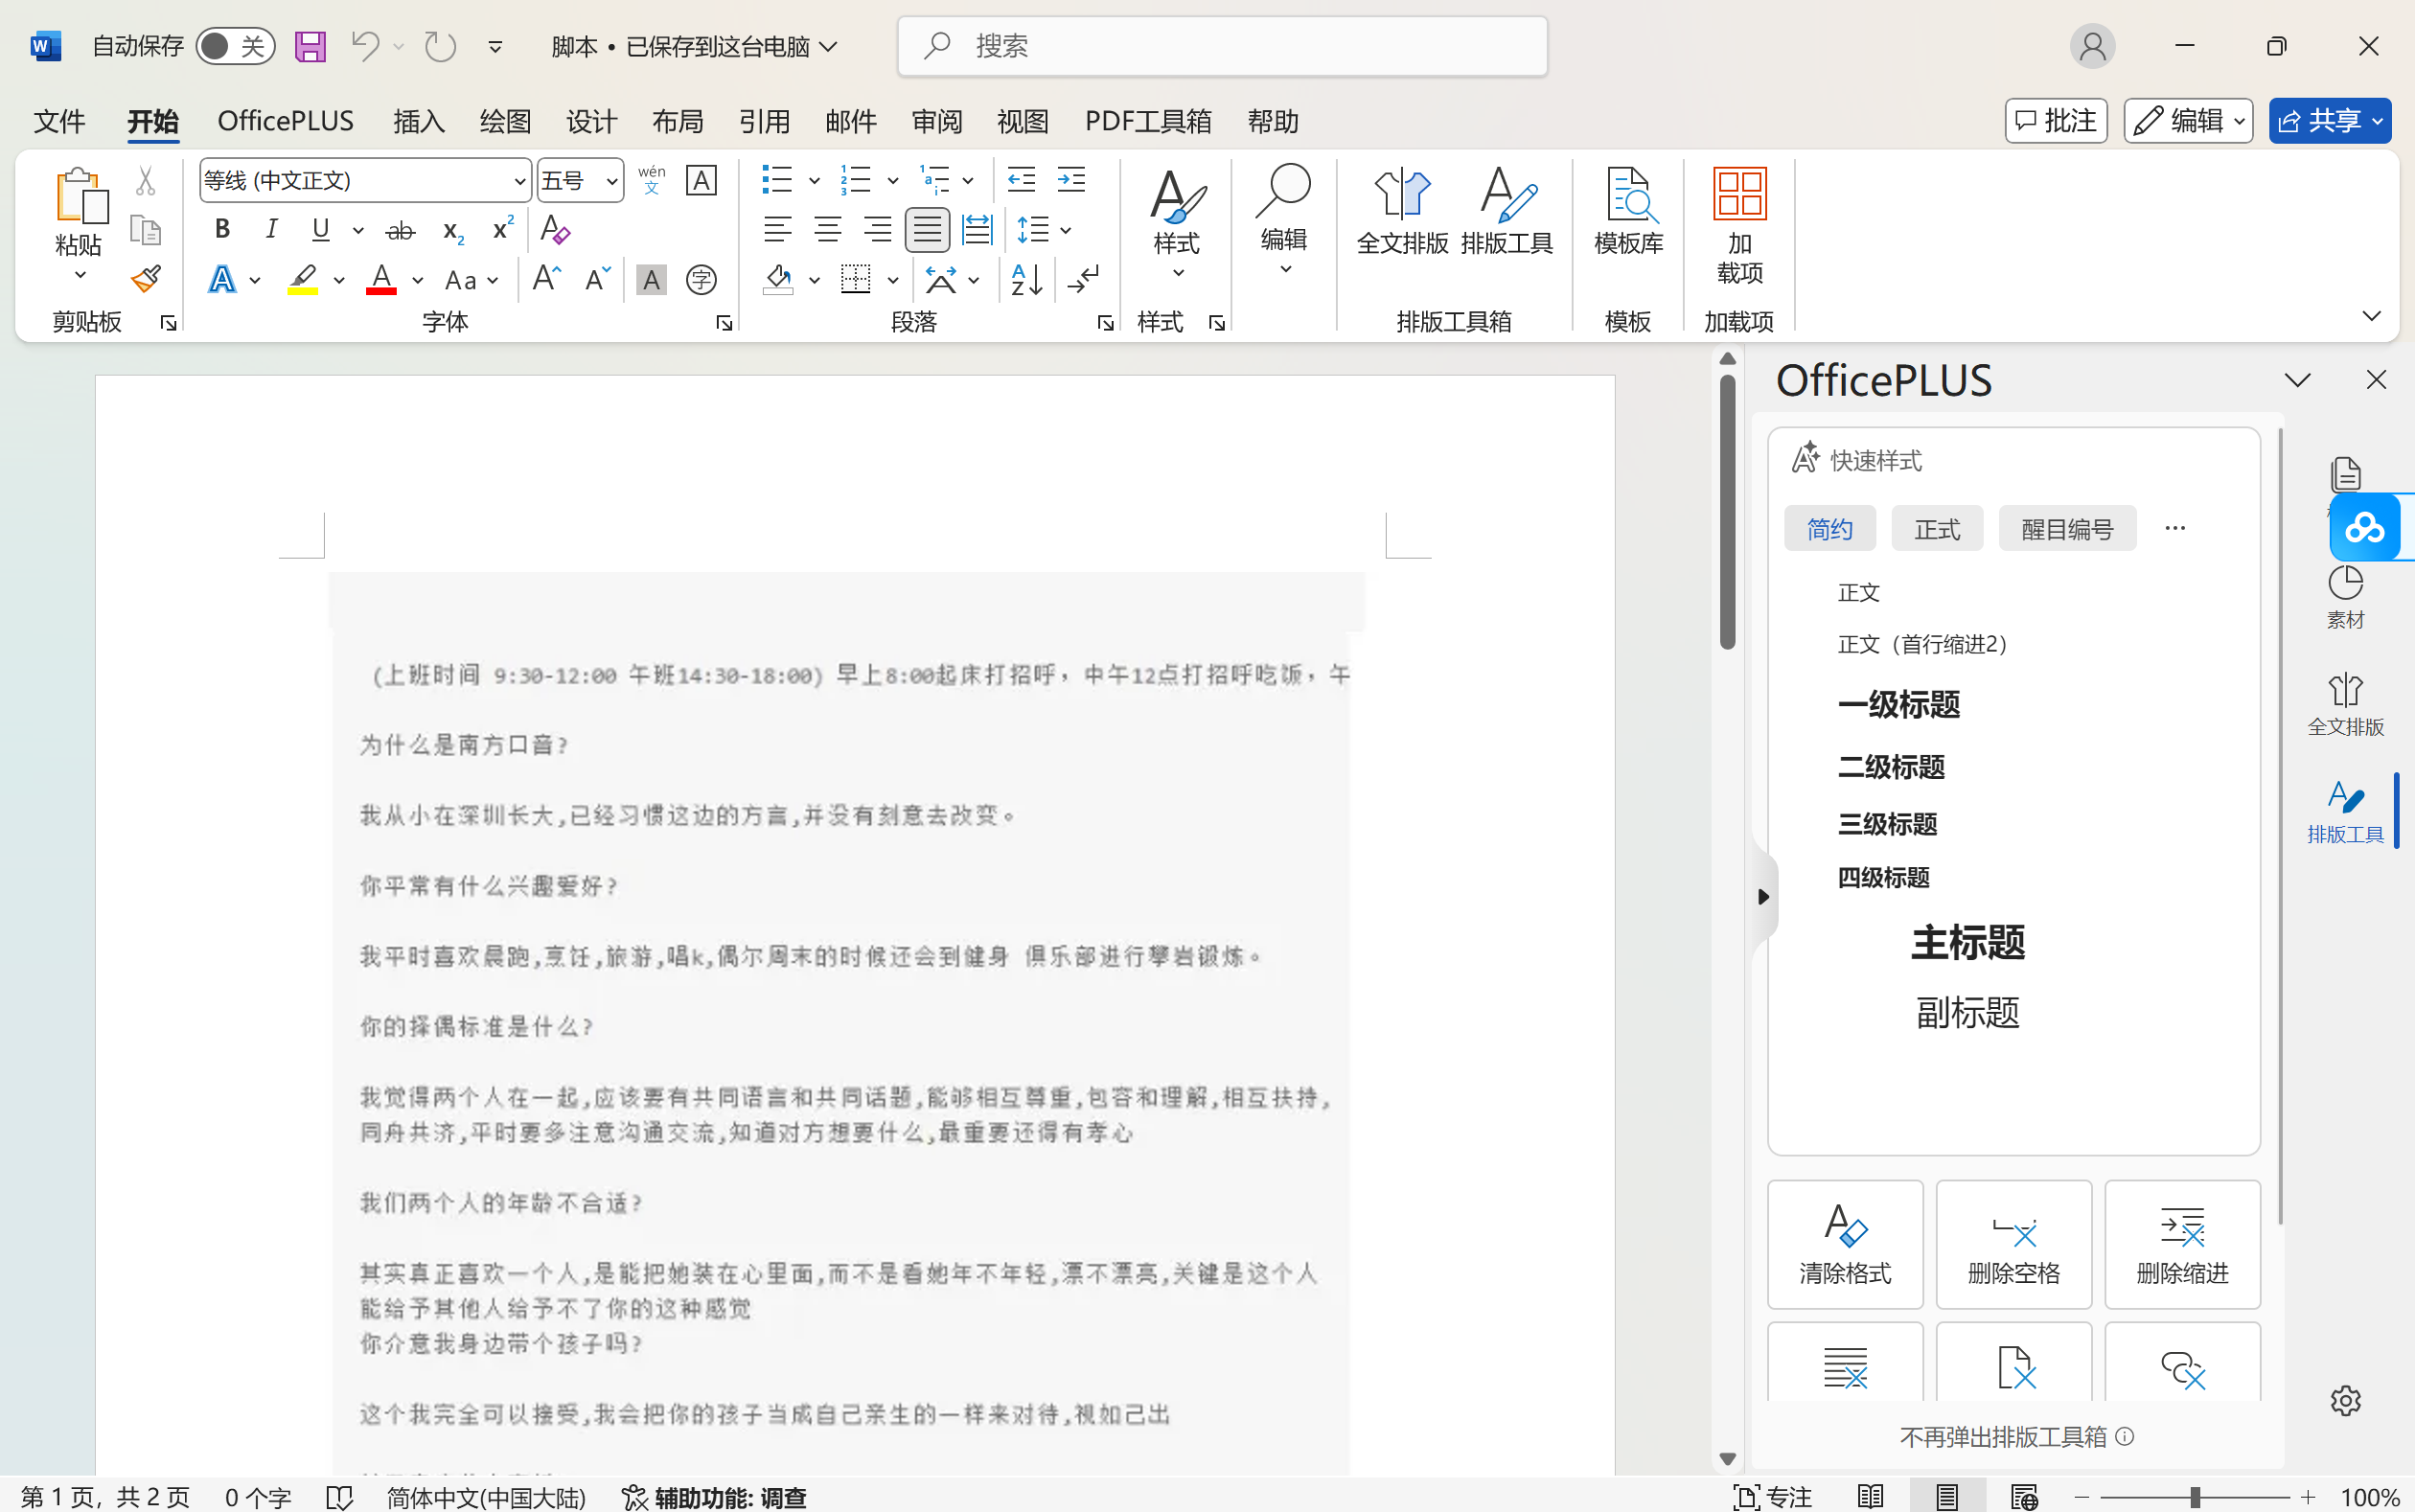 自动保存 关 脚本 • 已保存到这台电脑 搜索
文件 开始 OfficePLUS 插入 绘图 设计 布局 引用 邮件 审阅 视图 PDF工具箱 帮助 批注 编辑 共享
等线 (中文正文) 五号 wén 文 A
粘贴 B I U ab x₂ x² 样式 编辑 全文排版 排版工具 模板库 加载项
A A Aa A A A 字
剪贴板 字体 段落 样式 排版工具箱 模板 加载项
OfficePLUS
快速样式
简约 正式 醒目编号 ···
正文
正文（首行缩进2）
一级标题
二级标题
三级标题
四级标题
主标题
副标题
清除格式 删除空格 删除缩进
不再弹出排版工具箱
素材
全文排版
排版工具
(上班时间 9:30-12:00 午班14:30-18:00) 早上8:00起床打招呼，中午12点打招呼吃饭，午
为什么是南方口音?
我从小在深圳长大,已经习惯这边的方言,并没有刻意去改变。
你平常有什么兴趣爱好?
我平时喜欢晨跑,烹饪,旅游,唱k,偶尔周末的时候还会到健身 俱乐部进行攀岩锻炼。
你的择偶标准是什么?
我觉得两个人在一起,应该要有共同语言和共同话题,能够相互尊重,包容和理解,相互扶持,
同舟共济,平时要多注意沟通交流,知道对方想要什么,最重要还得有孝心
我们两个人的年龄不合适?
其实真正喜欢一个人,是能把她装在心里面,而不是看她年不年轻,漂不漂亮,关键是这个人
能给予其他人给予不了你的这种感觉
你介意我身边带个孩子吗?
这个我完全可以接受,我会把你的孩子当成自己亲生的一样来对待,视如己出
第 1 页，共 2 页 0 个字 简体中文(中国大陆) 辅助功能: 调查 专注 100%